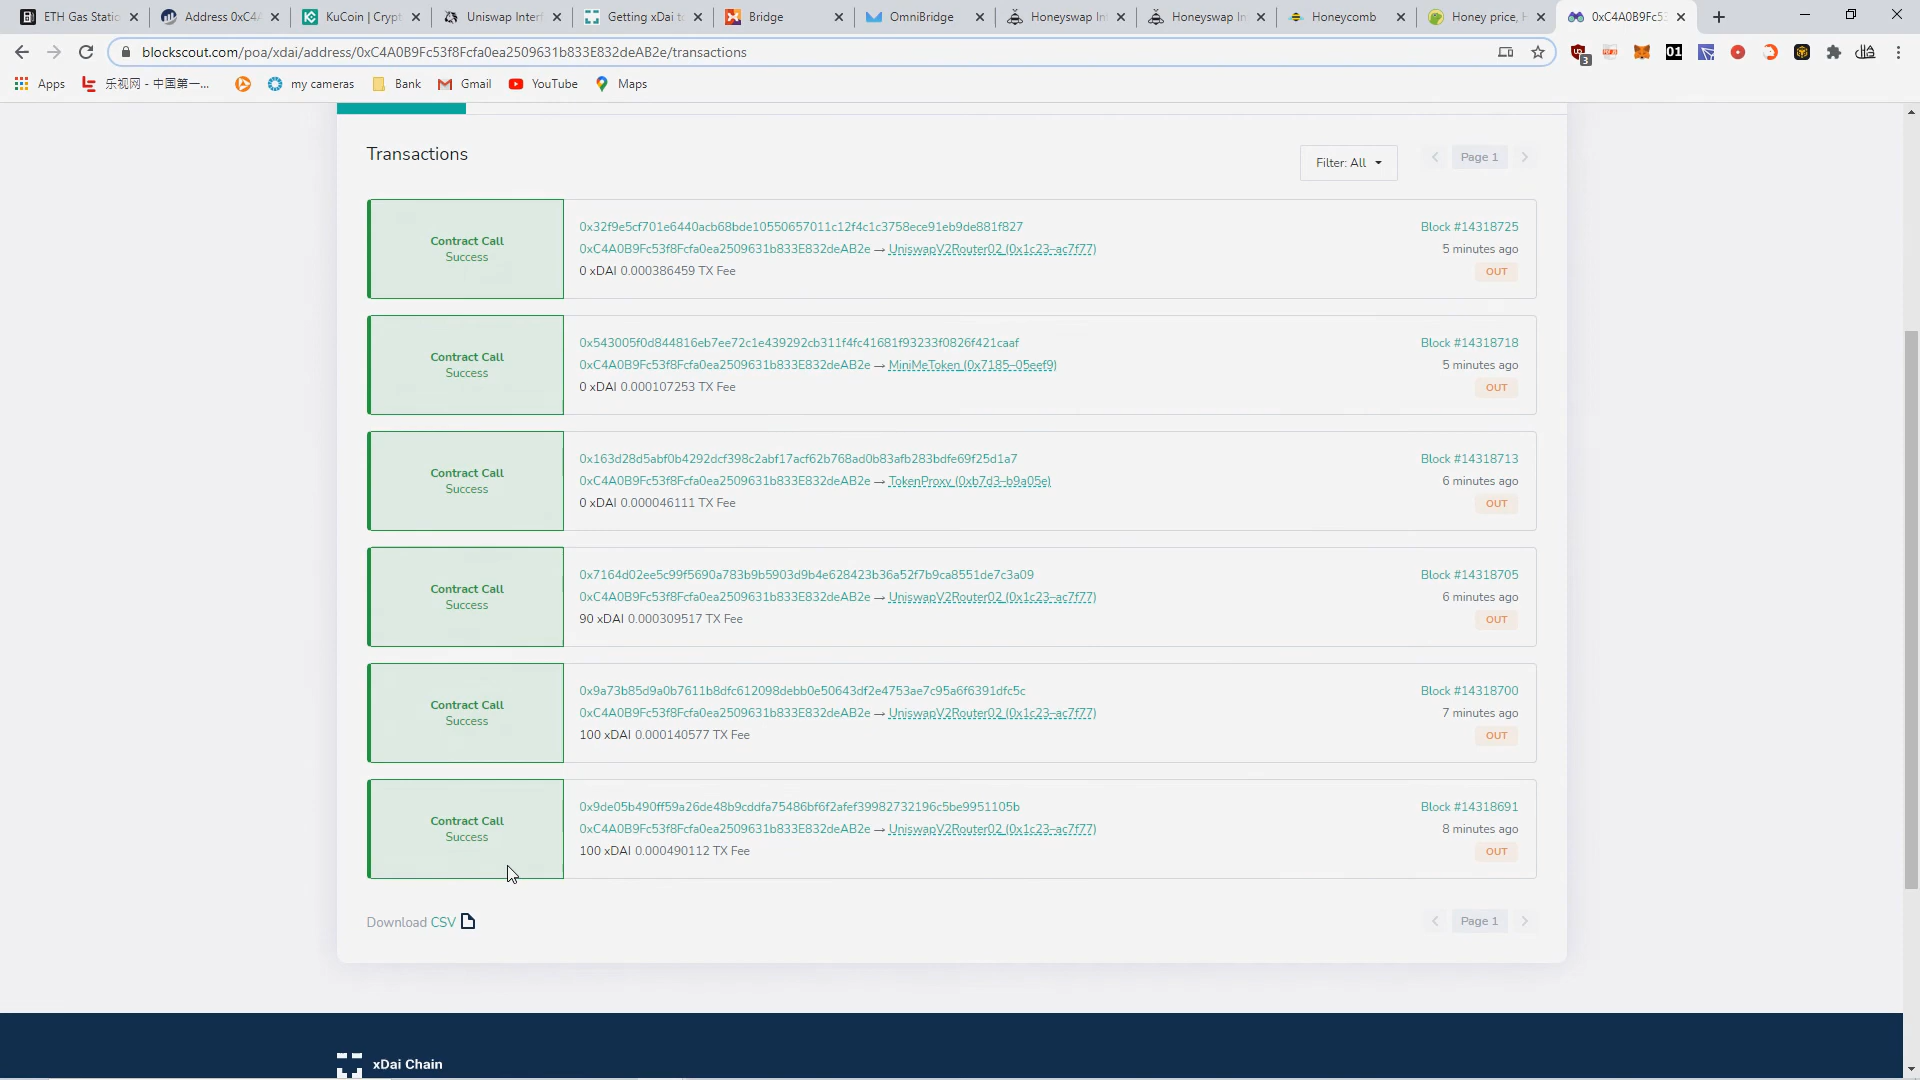 ETH Gas Statio
Address 0xC4A
KuCoin | Crypt
Uniswap Interf
Getting xDai to
Bridge
OmniBridge
Honeyswap In
Honeyswap In
Honeycomb
Honey price, H
0xC4A0B9Fc53
blockscout.com/poa/xdai/address/0xC4A0B9Fc53f8Fcfa0ea2509631b833E832deAB2e/transactions
3
01
Apps
乐视网 - 中国第一...
my cameras
Bank
Gmail
YouTube
Maps
Transactions
Filter: All
Page 1
Contract Call
Success
0x32f9e5cf701e6440acb68bde10550657011c12f4c1c3758ece91eb9de881f827
0xC4A0B9Fc53f8Fcfa0ea2509631b833E832deAB2e → UniswapV2Router02 (0x1c23–ac7f77)
0 xDAI 0.000386459 TX Fee
Block #14318725
5 minutes ago
OUT
Contract Call
Success
0x543005f0d844816eb7ee72c1e439292cb311f4fc41681f93233f0826f421caaf
0xC4A0B9Fc53f8Fcfa0ea2509631b833E832deAB2e → MiniMeToken (0x7185–05eef9)
0 xDAI 0.000107253 TX Fee
Block #14318718
5 minutes ago
OUT
Contract Call
Success
0x163d28d5abf0b4292dcf398c2abf17acf62b768ad0b83afb283bdfe69f25d1a7
0xC4A0B9Fc53f8Fcfa0ea2509631b833E832deAB2e → TokenProxy (0xb7d3–b9a05e)
0 xDAI 0.000046111 TX Fee
Block #14318713
6 minutes ago
OUT
Contract Call
Success
0x7164d02ee5c99f5690a783b9b5903d9b4e628423b36a52f7b9ca8551de7c3a09
0xC4A0B9Fc53f8Fcfa0ea2509631b833E832deAB2e → UniswapV2Router02 (0x1c23–ac7f77)
90 xDAI 0.000309517 TX Fee
Block #14318705
6 minutes ago
OUT
Contract Call
Success
0x9a73b85d9a0b7611b8dfc612098debb0e50643df2e4753ae7c95a6f6391dfc5c
0xC4A0B9Fc53f8Fcfa0ea2509631b833E832deAB2e → UniswapV2Router02 (0x1c23–ac7f77)
100 xDAI 0.000140577 TX Fee
Block #14318700
7 minutes ago
OUT
Contract Call
Success
0x9de05b490ff59a26de48b9cddfa75486bf6f2afef39982732196c5be9951105b
0xC4A0B9Fc53f8Fcfa0ea2509631b833E832deAB2e → UniswapV2Router02 (0x1c23–ac7f77)
100 xDAI 0.000490112 TX Fee
Block #14318691
8 minutes ago
OUT
Download CSV
Page 1
xDai Chain